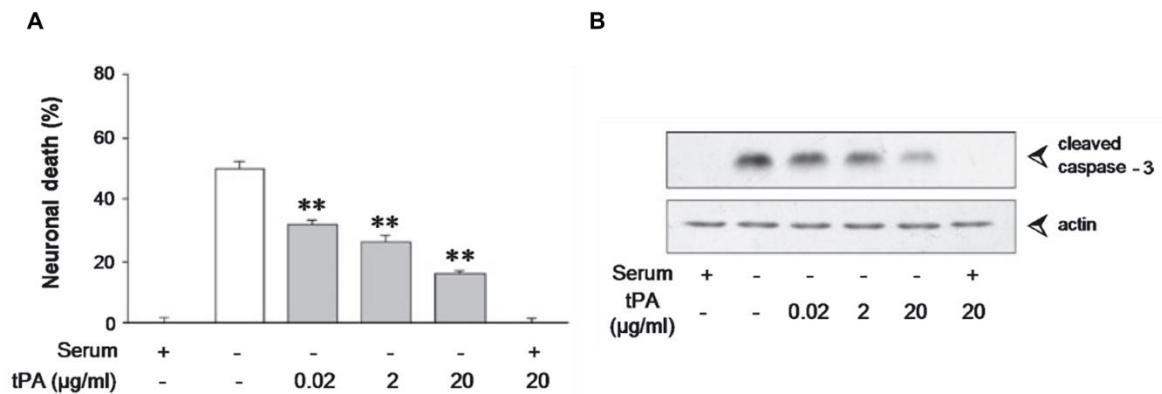 A
Neuronal death (%)
80
60
40
20
0
**
**
**
Serum + - - - - +
tPA (µg/ml) - - 0.02 2 20 20
B
cleaved
caspase - 3
actin
Serum + - - - - +
tPA
(µg/ml) - - 0.02 2 20 20